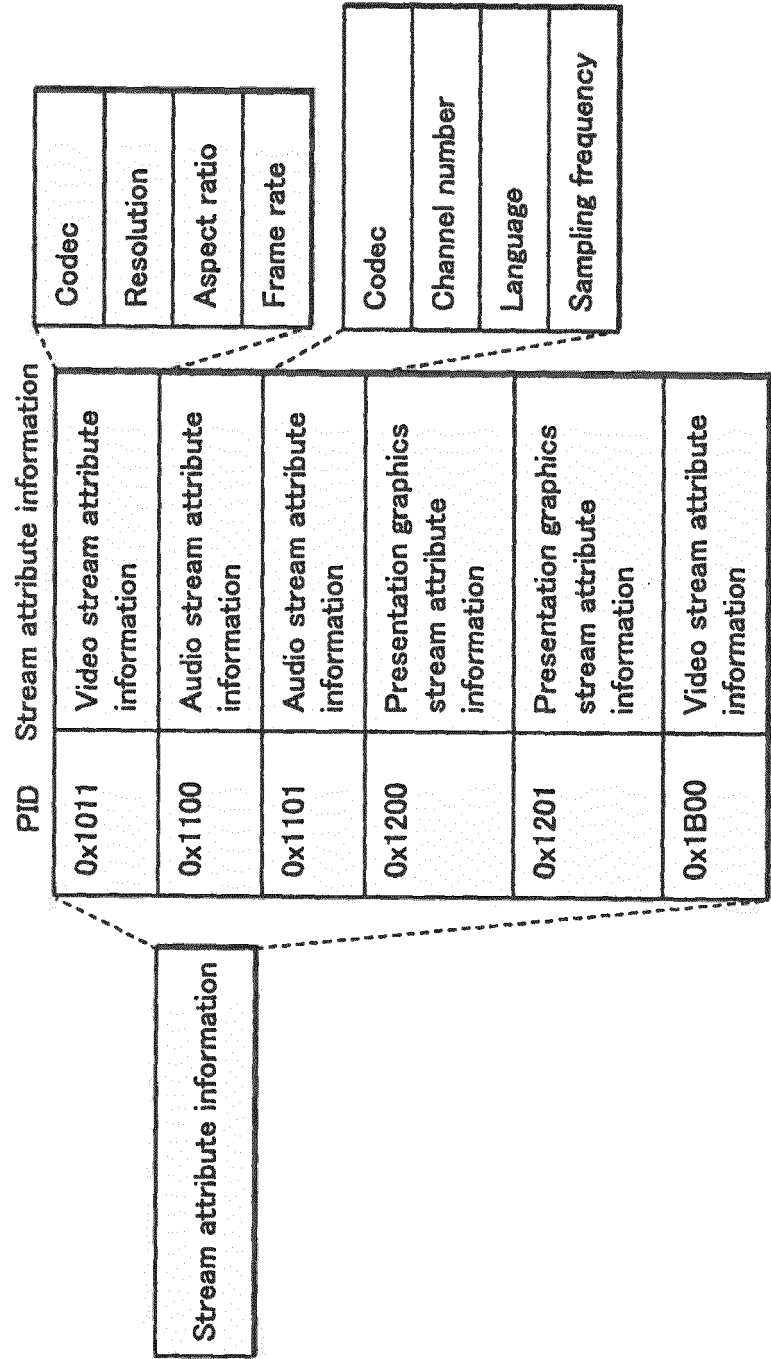 Stream attribute information
PID
Stream attribute information
0x1011
Video stream attribute
information
0x1100
Audio stream attribute
information
0x1101
Audio stream attribute
information
0x1200
Presentation graphics
stream attribute
information
0x1201
Presentation graphics
stream attribute
information
0x1B00
Video stream attribute
information
Codec
Resolution
Aspect ratio
Frame rate
Codec
Channel number
Language
Sampling frequency